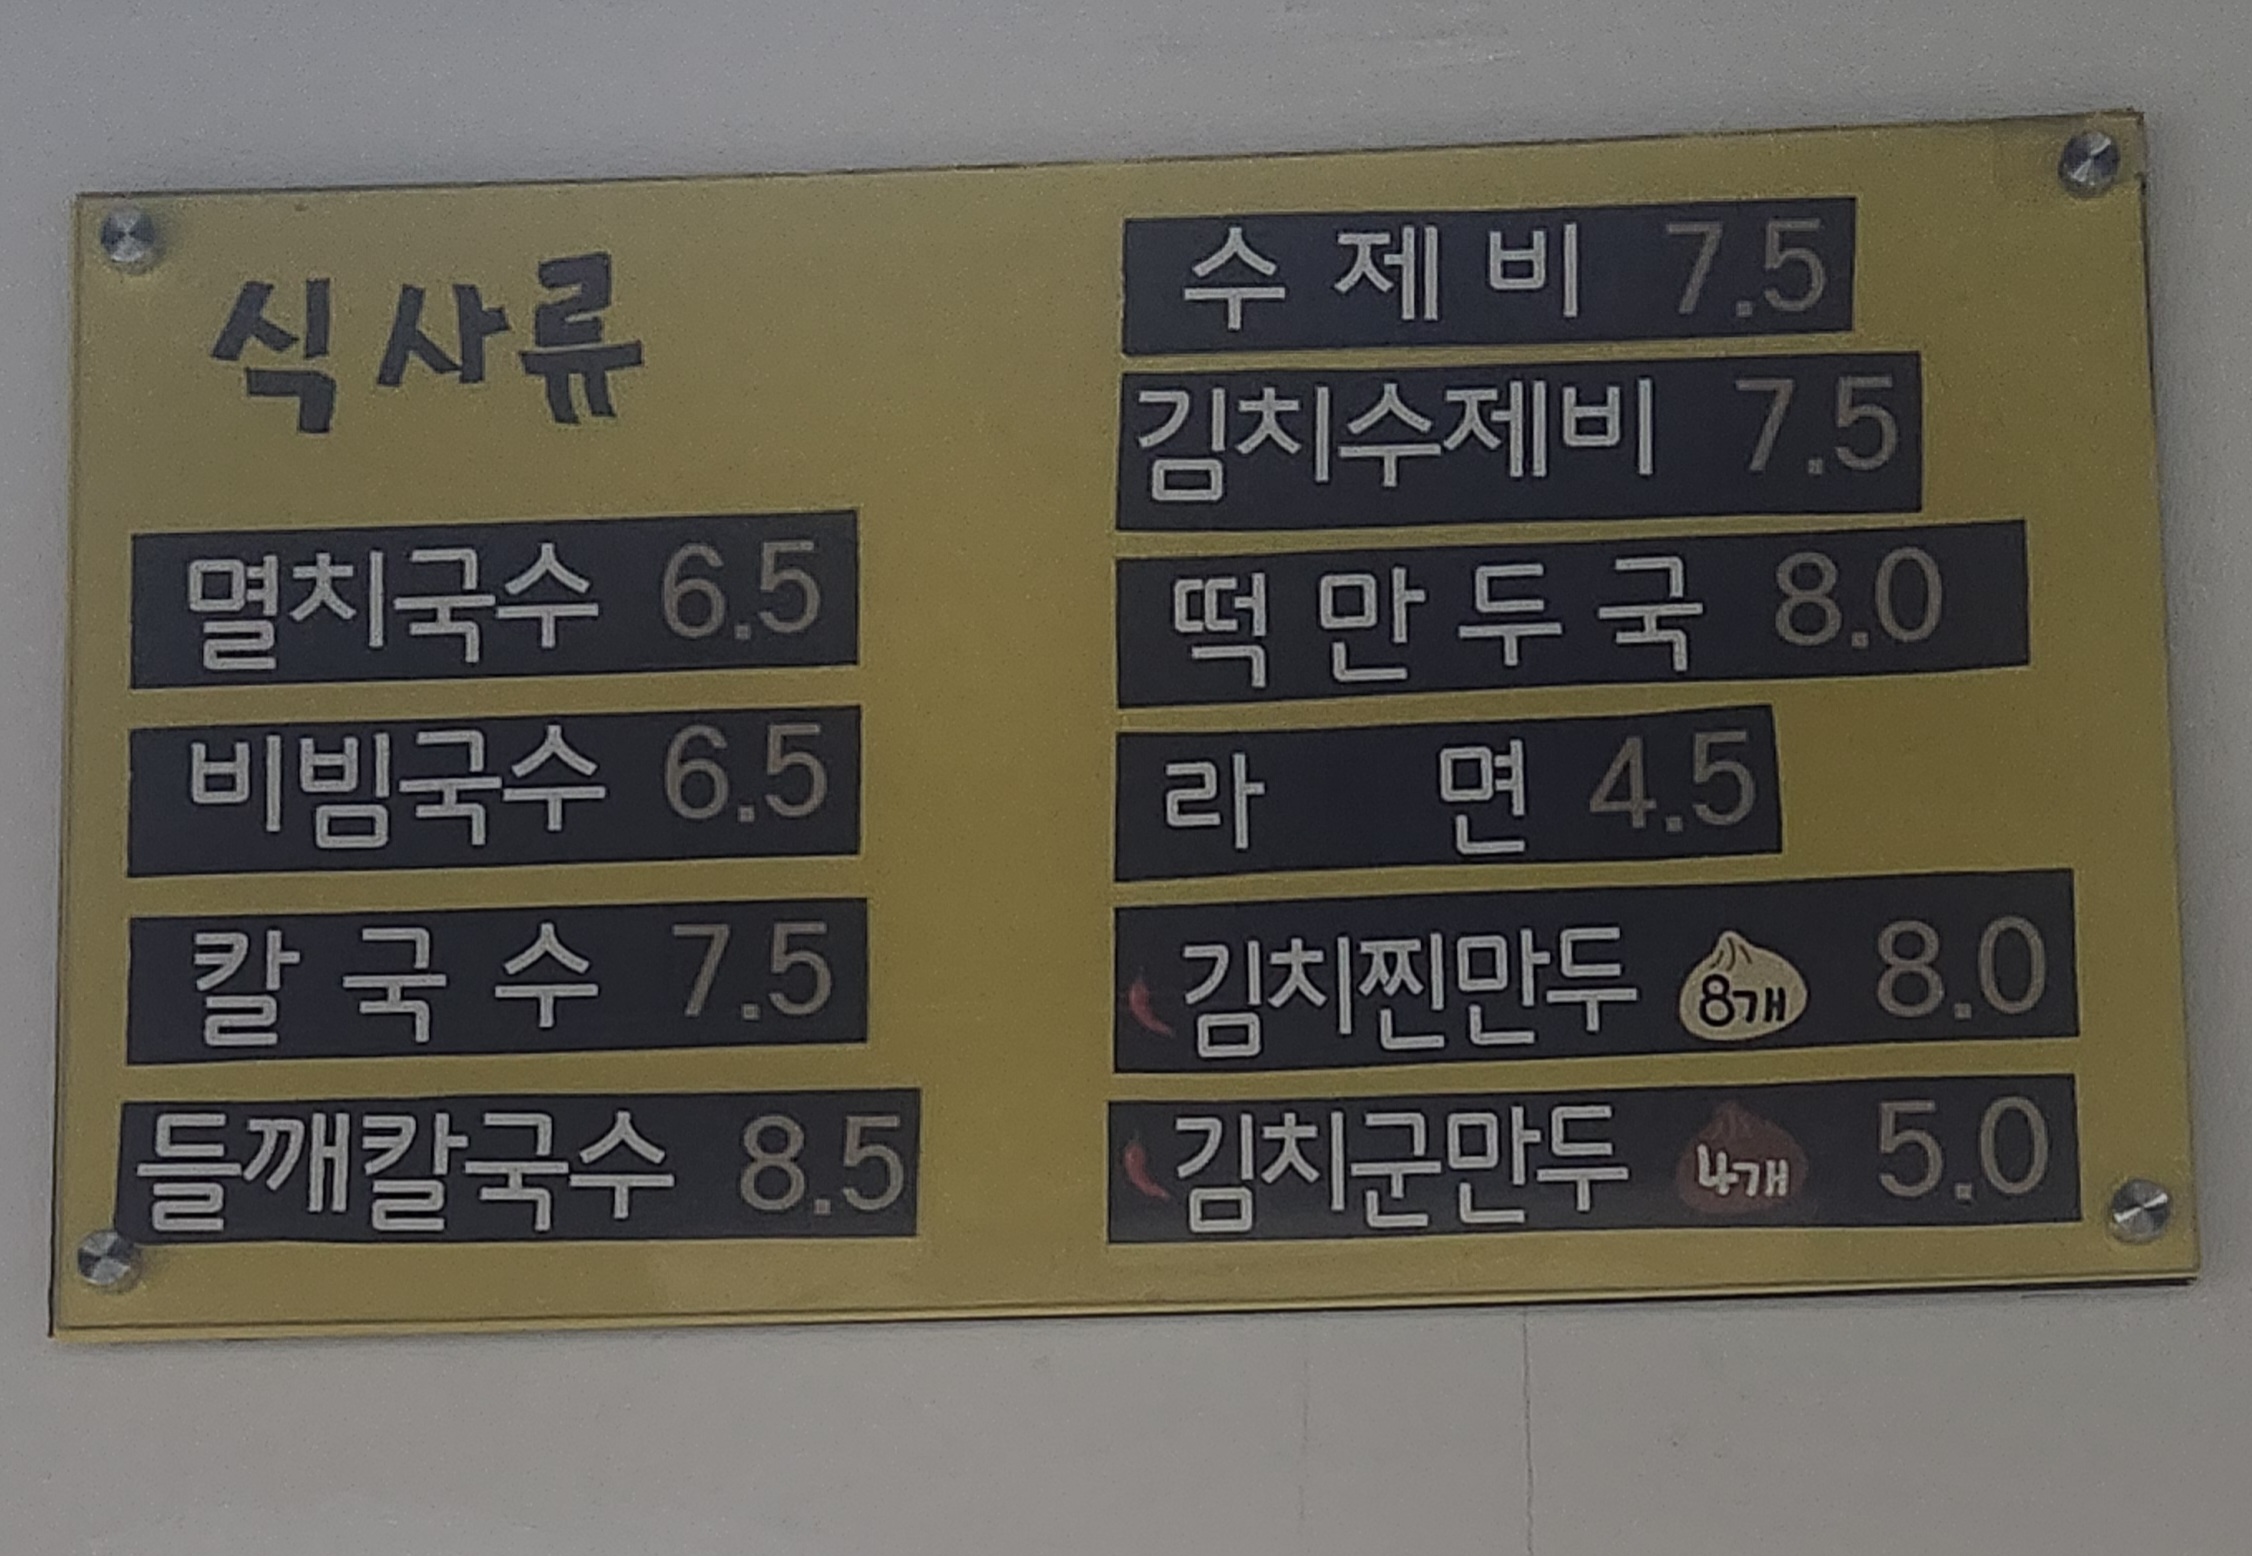 식사류
멸치국수 6.5
비빔국수 6.5
칼국수 7.5
들깨칼국수 8.5
수제비 7.5
김치수제비 7.5
떡만두국 8.0
라면 4.5
김치찐만두 8개 8.0
김치군만두 4개 5.0